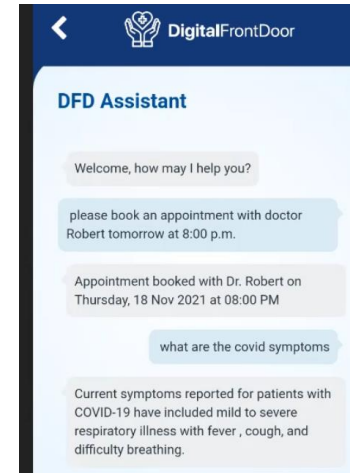 DigitalFrontDoor
DFD Assistant
Welcome, how may I help you?
please book an appointment with doctor
Robert tomorrow at 8:00 p.m.
Appointment booked with Dr. Robert on
Thursday, 18 Nov 2021 at 08:00 PM
what are the covid symptoms
Current symptoms reported for patients with
COVID-19 have included mild to severe
respiratory illness with fever , cough, and
difficulty breathing.